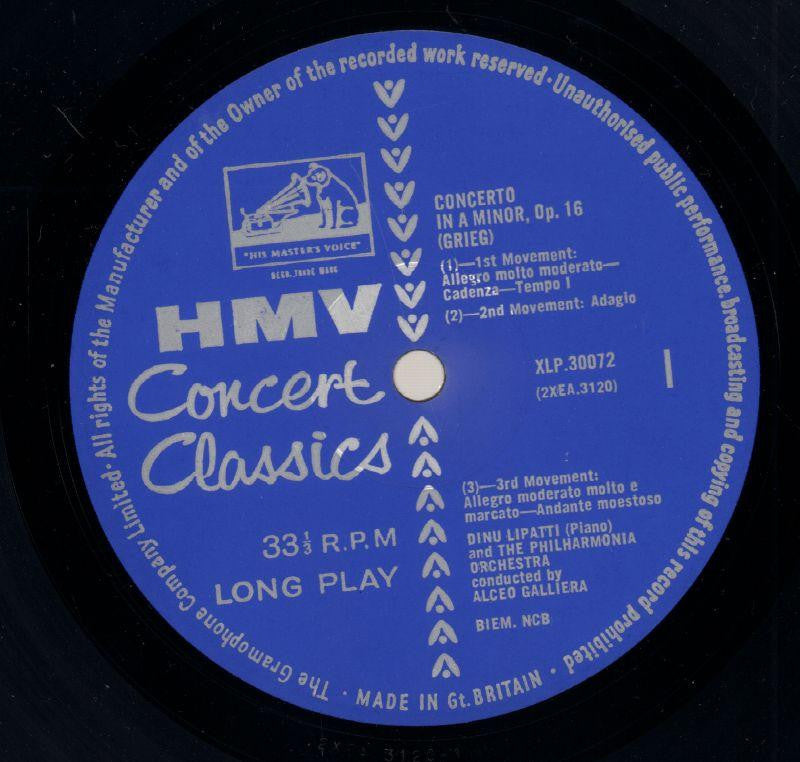 The Gramophone Company Limited · All rights of the Manufacturer and of the Owner of the recorded work reserved · Unauthorised public performance, broadcasting and copying of this record prohibited ·
"HIS MASTER'S VOICE"
REGD. TRADE MARK
HMV
Concert
Classics
33⅓ R.P.M
LONG PLAY
CONCERTO
IN A MINOR, Op. 16
(GRIEG)
(1)—1st Movement:
Allegro molto moderato—
Cadenza—Tempo I
(2)—2nd Movement: Adagio
XLP.30072
(2XEA.3120)
1
(3)—3rd Movement:
Allegro moderato molto e
marcato—Andante moestoso
DINU LIPATTI (Piano)
and THE PHILHARMONIA
ORCHESTRA
conducted by
ALCEO GALLIERA
BIEM. NCB
· MADE IN Gt. BRITAIN ·